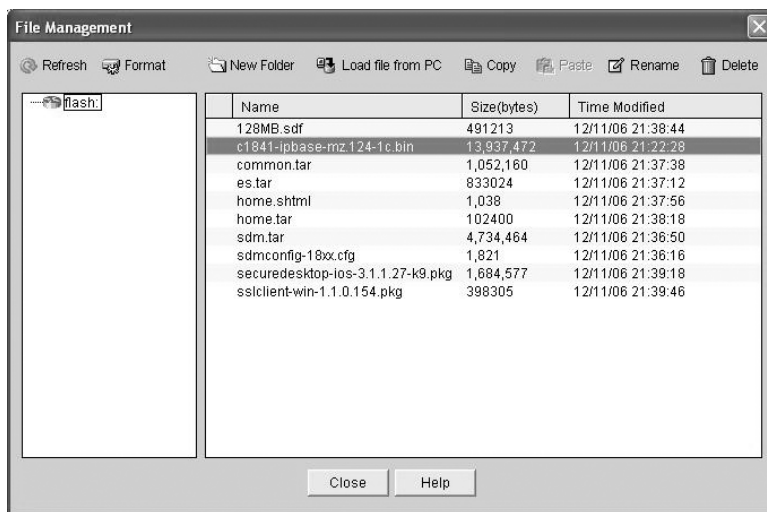 File Management
Refresh Format New Folder Load file from PC Copy Paste Rename Delete
flash:
Name Size(bytes) Time Modified
128MB.sdf 491213 12/11/06 21:38:44
c1841-ipbase-mz.124-1c.bin 13,937,472 12/11/06 21:22:28
common.tar 1,052,160 12/11/06 21:37:38
es.tar 833024 12/11/06 21:37:12
home.shtml 1,038 12/11/06 21:37:56
home.tar 102400 12/11/06 21:38:18
sdm.tar 4,734,464 12/11/06 21:36:50
sdmconfig-18xx.cfg 1,821 12/11/06 21:36:16
securedesktop-ios-3.1.1.27-k9.pkg 1,684,577 12/11/06 21:39:18
sslclient-win-1.1.0.154.pkg 398305 12/11/06 21:39:46
Close Help